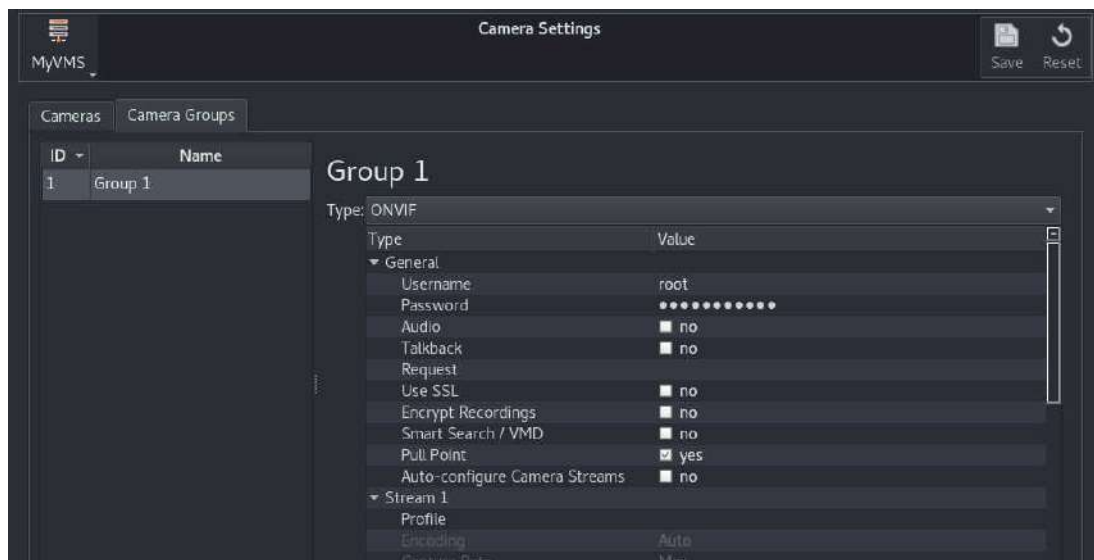 Camera Settings
MyVMS
Save Reset
Cameras Camera Groups
ID Name
1 Group 1
Group 1
Type: ONVIF
Type Value
General
Username root
Password ●●●●●●●●●●●
Audio no
Talkback no
Request
Use SSL no
Encrypt Recordings no
Smart Search / VMD no
Pull Point yes
Auto-configure Camera Streams no
Stream 1
Profile
Encoding Auto